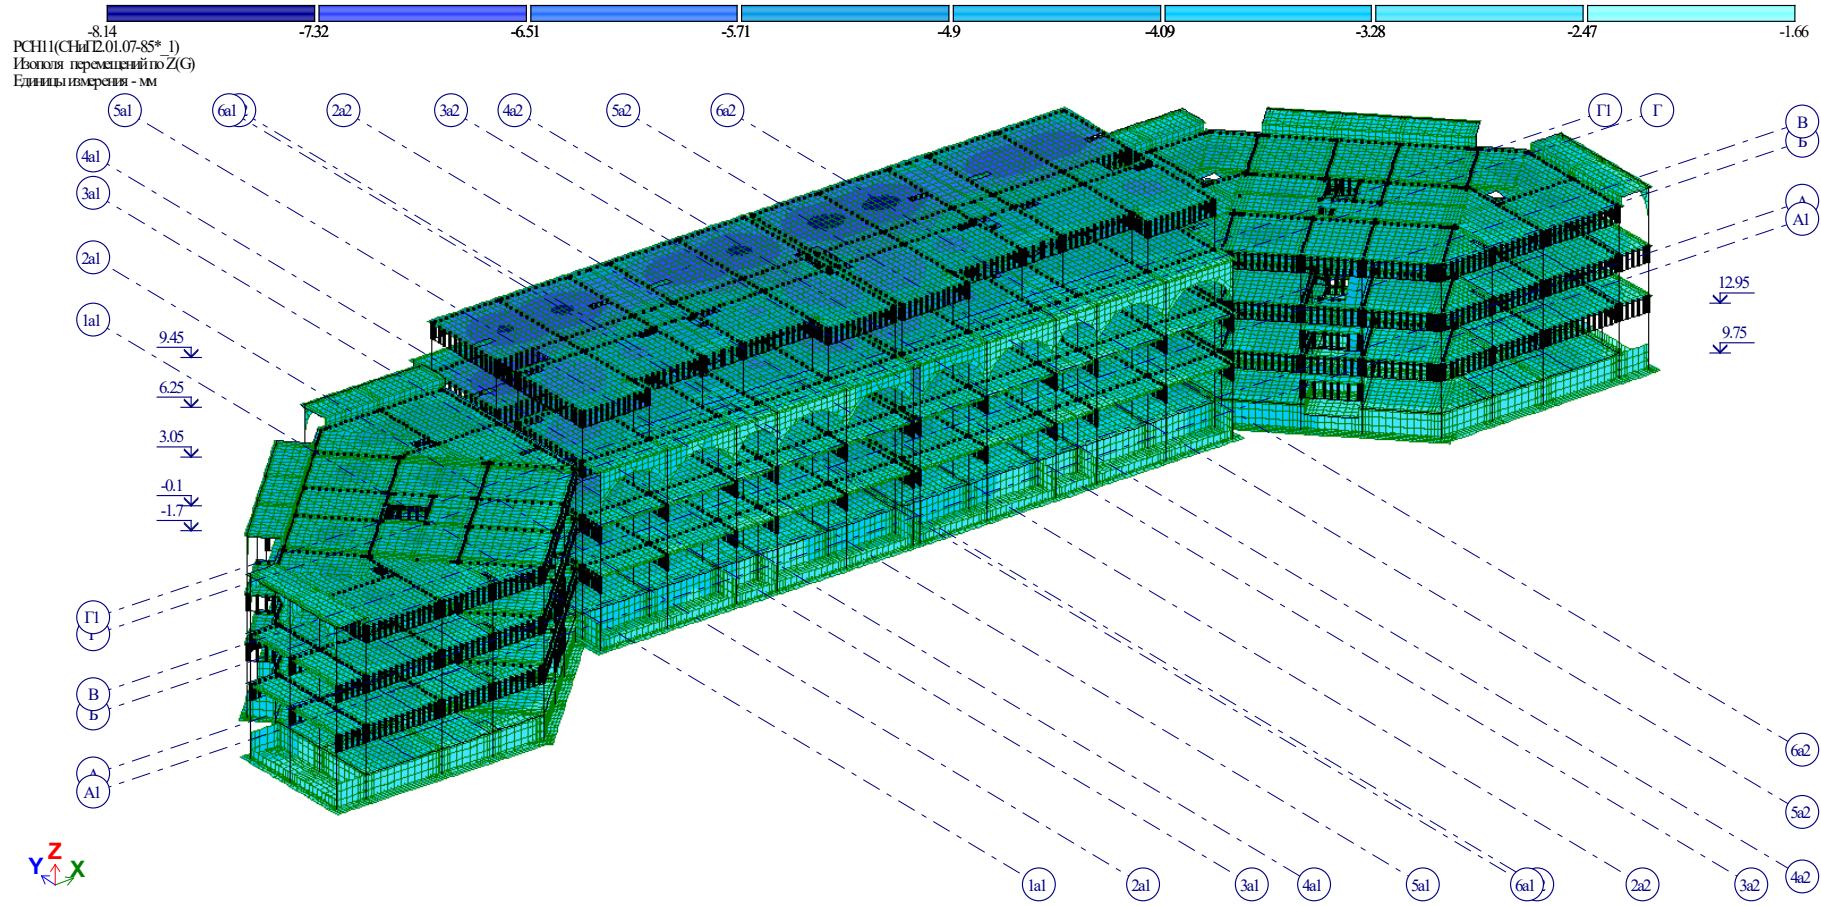 -8.14 -7.32 -6.51 -5.71 -4.9 -4.09 -3.28 -2.47 -1.66
РСН11(СНиП2.01.07-85*_1)
Изополя перемещений по Z(G)
Единицы измерения - мм
5а1 6а1 2а2 3а2 4а2 5а2 6а2 Г1 Г
В
Б
4а1
3а1
А
А1
2а1
12.95
1а1
9.75
9.45
6.25
3.05
-0.1
-1.7
Г1
Г
В
Б
6а2
А
А1
5а2
4а2
1а1 2а1 3а1 4а1 5а1 6а1 2а2 3а2
Z
Y X